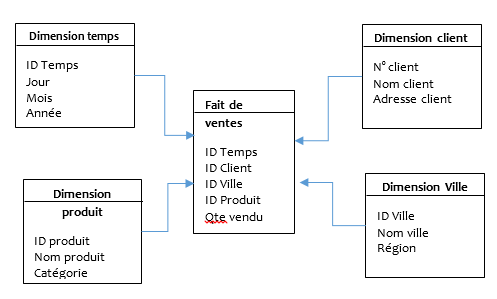 Dimension temps
ID Temps
Jour
Mois
Année
Dimension client
N° client
Nom client
Adresse client
Fait de
ventes
ID Temps
ID Client
ID Ville
ID Produit
Qte vendu
Dimension
produit
ID produit
Nom produit
Catégorie
Dimension Ville
ID Ville
Nom ville
Région